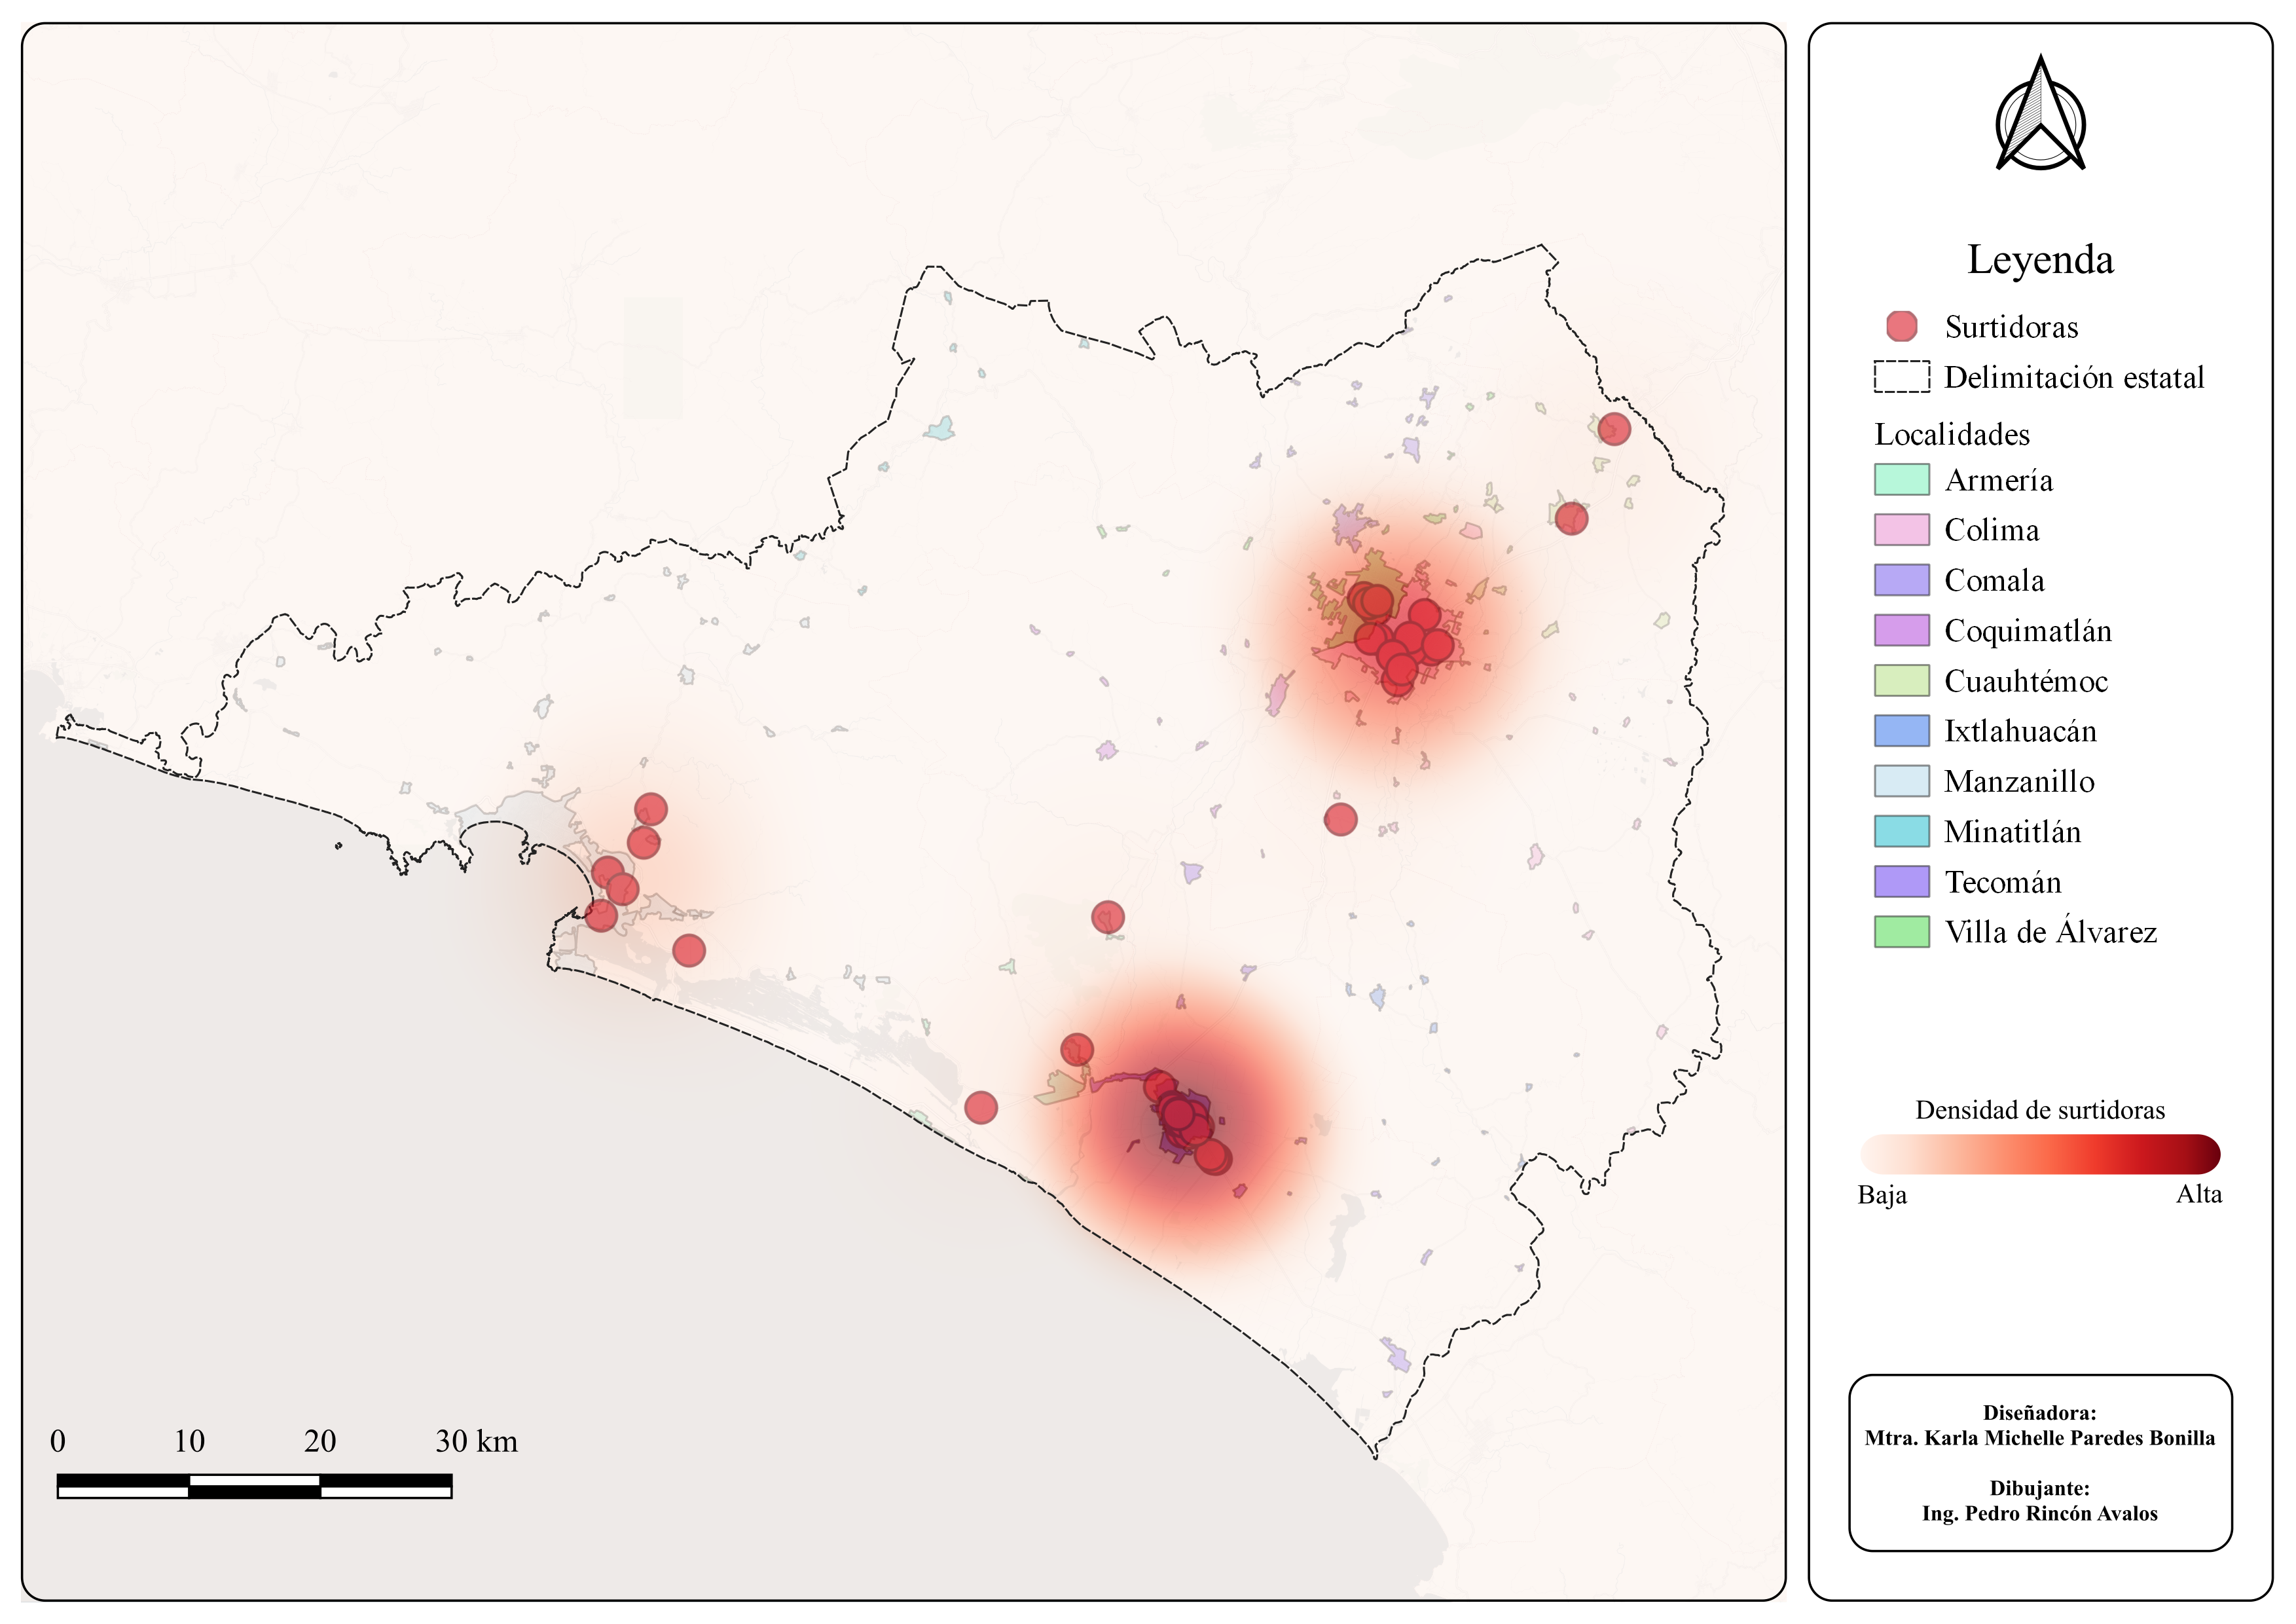 Leyenda
Surtidoras
Delimitación estatal
Localidades
Armería
Colima
Comala
Coquimatlán
Cuauhtémoc
Ixtlahuacán
Manzanillo
Minatitlán
Tecomán
Villa de Álvarez
Densidad de surtidoras
Baja Alta
Diseñadora:
Mtra. Karla Michelle Paredes Bonilla
Dibujante:
Ing. Pedro Rincón Avalos
0 10 20 30 km